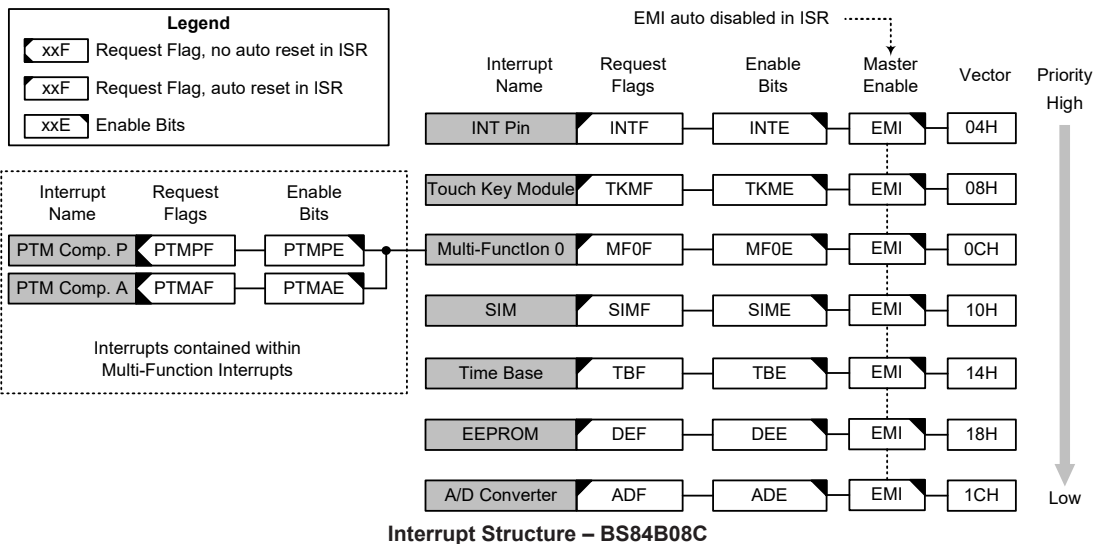 Legend
xxF Request Flag, no auto reset in ISR
xxF Request Flag, auto reset in ISR
xxE Enable Bits
EMI auto disabled in ISR
Interrupt Name Request Flags Enable Bits Master Enable Vector Priority
High
INT Pin INTF INTE EMI 04H
Touch Key Module TKMF TKME EMI 08H
Interrupt Name Request Flags Enable Bits
PTM Comp. P PTMPF PTMPE
PTM Comp. A PTMAF PTMAE
Interrupts contained within
Multi-Function Interrupts
Multi-Function 0 MF0F MF0E EMI 0CH
SIM SIMF SIME EMI 10H
Time Base TBF TBE EMI 14H
EEPROM DEF DEE EMI 18H
A/D Converter ADF ADE EMI 1CH
Low
Interrupt Structure – BS84B08C